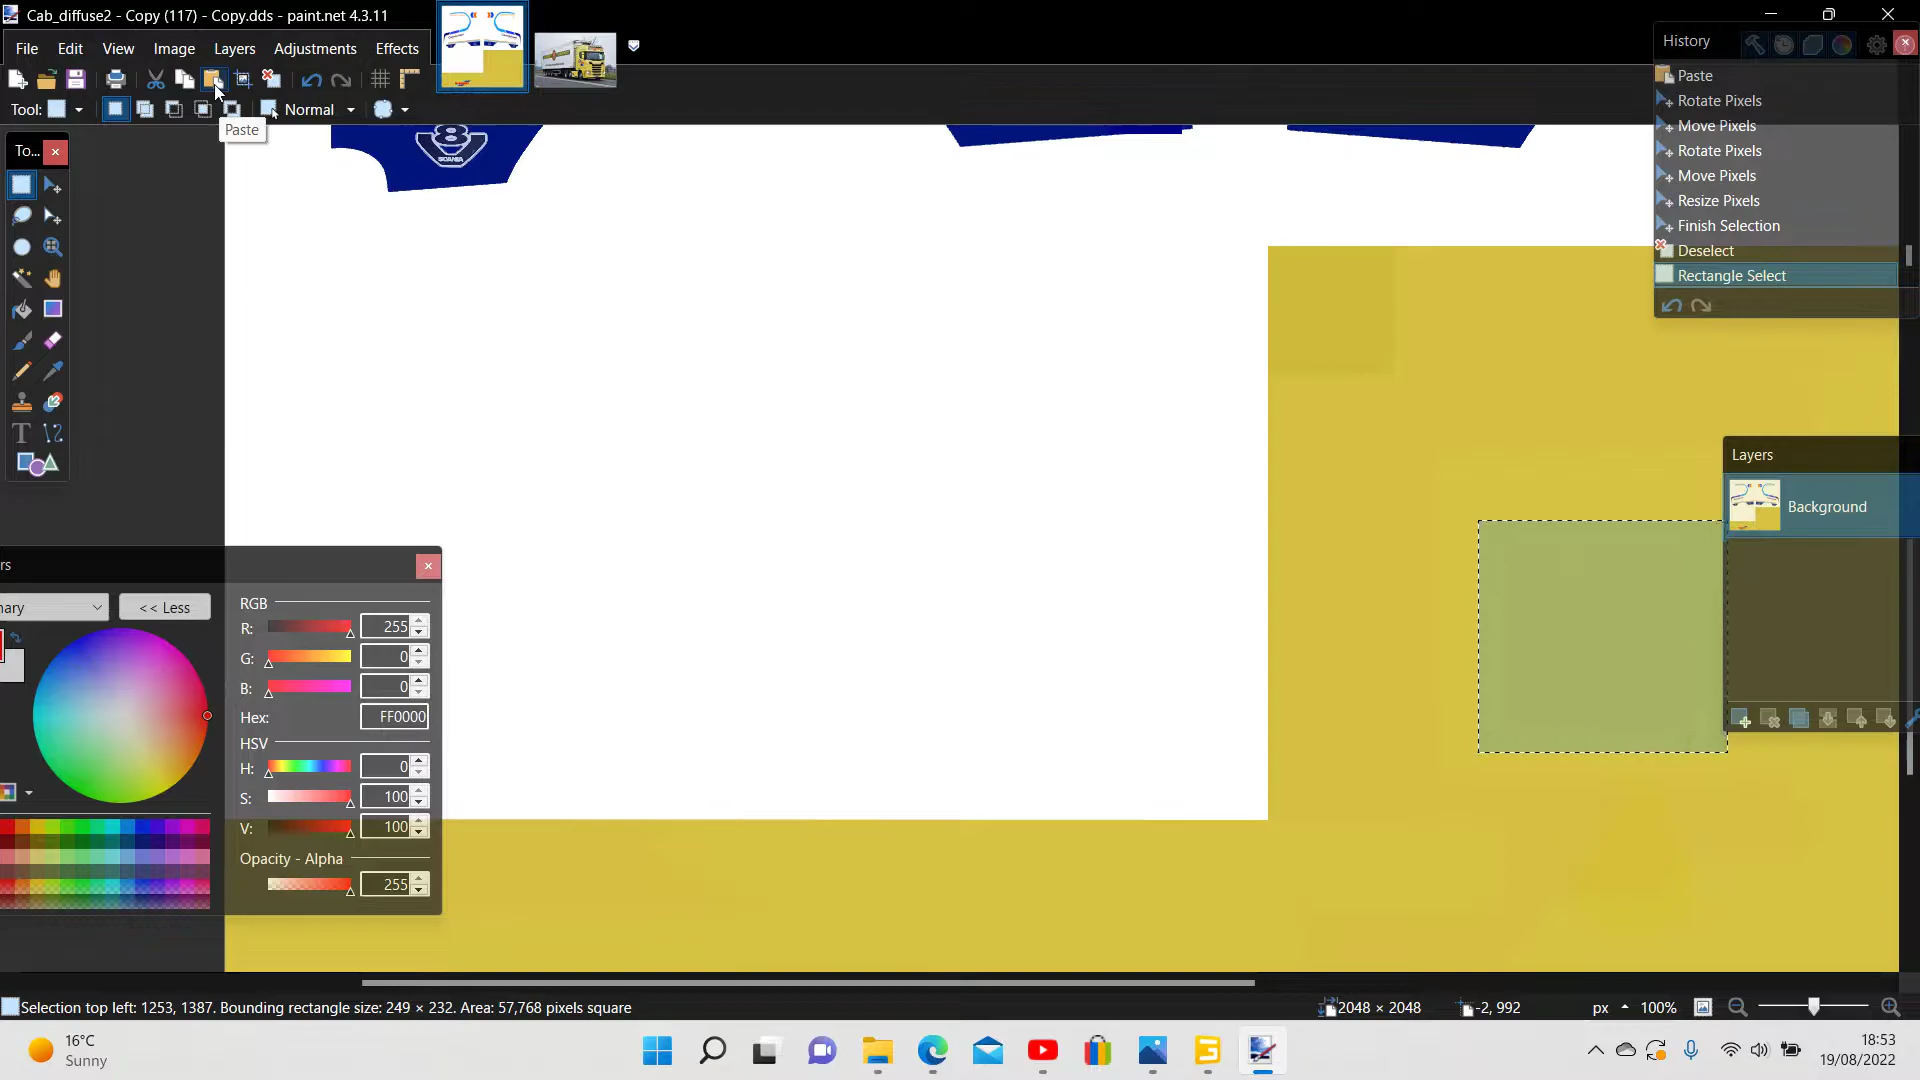 Cab_diffuse2 - Copy (117) - Copy.dds - paint.net 4.3.11
File Edit View Image Layers Adjustments Effects
Tool: Normal
Paste
To...
8
SCANIA
History
Paste
Rotate Pixels
Move Pixels
Rotate Pixels
Move Pixels
Resize Pixels
Finish Selection
Deselect
Rectangle Select
Layers
Background
rs
nary << Less
RGB
R: 255
G: 0
B: 0
Hex: FF0000
HSV
H: 0
S: 100
V: 100
Opacity - Alpha
255
Selection top left: 1253, 1387. Bounding rectangle size: 249 × 232. Area: 57,768 pixels square
2048 × 2048 -2, 992 px 100%
16°C
Sunny
18:53
19/08/2022